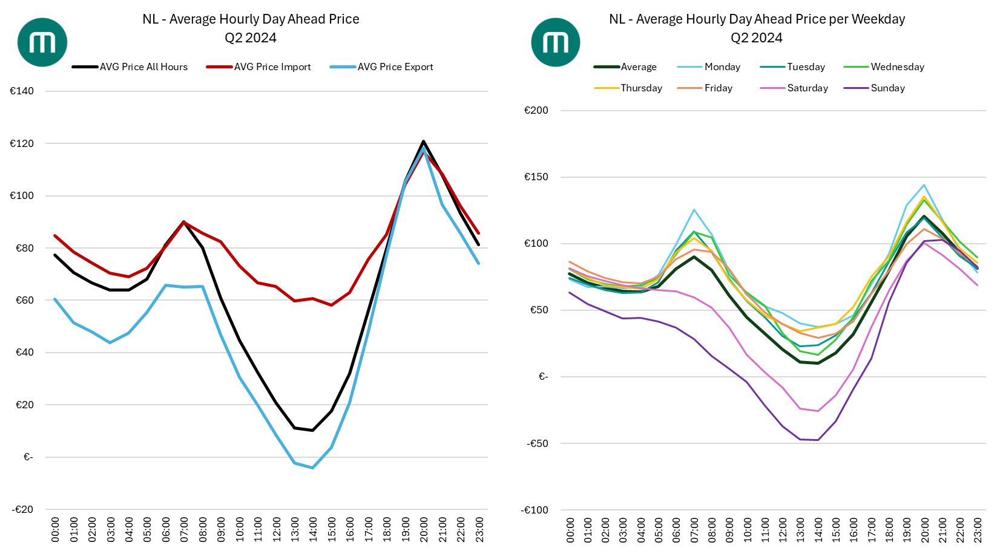 NL - Average Hourly Day Ahead Price
Q2 2024
AVG Price All Hours AVG Price Import AVG Price Export
€140
€120
€100
€80
€60
€40
€20
€-
-€20
00:00 01:00 02:00 03:00 04:00 05:00 06:00 07:00 08:00 09:00 10:00 11:00 12:00 13:00 14:00 15:00 16:00 17:00 18:00 19:00 20:00 21:00 22:00 23:00
NL - Average Hourly Day Ahead Price per Weekday
Q2 2024
Average Monday Tuesday Wednesday
Thursday Friday Saturday Sunday
€200
€150
€100
€50
€-
-€50
-€100
00:00 01:00 02:00 03:00 04:00 05:00 06:00 07:00 08:00 09:00 10:00 11:00 12:00 13:00 14:00 15:00 16:00 17:00 18:00 19:00 20:00 21:00 22:00 23:00